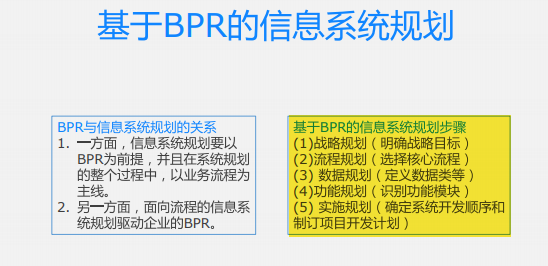 基于BPR的信息系统规划
BPR与信息系统规划的关系
1. 一方面，信息系统规划要以
BPR为前提，并且在系统规划
的整个过程中，以业务流程为
主线。
2. 另一方面，面向流程的信息系
统规划驱动企业的BPR。
基于BPR的信息系统规划步骤
(1)战略规划（明确战略目标）
(2)流程规划（选择核心流程）
(3) 数据规划（定义数据类等）
(4)功能规划（识别功能模块）
(5) 实施规划（确定系统开发顺序和
制订项目开发计划）